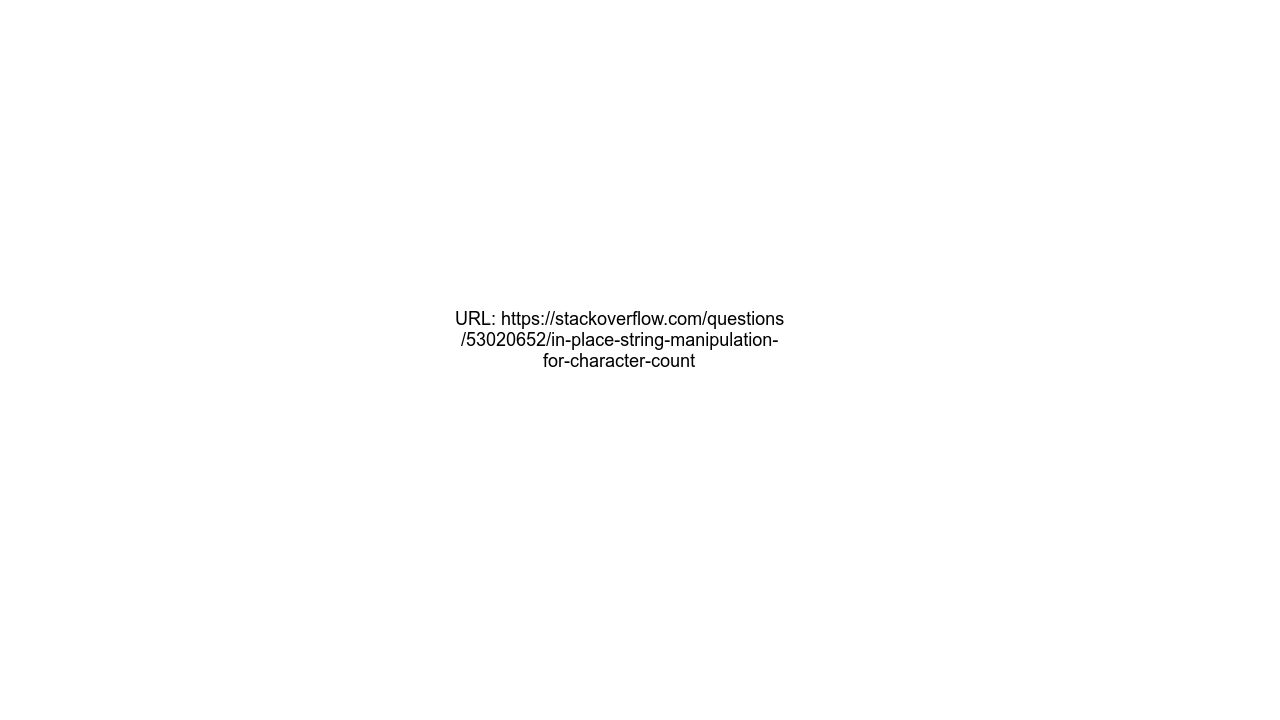 URL: https://stackoverflow.com/questions
/53020652/in-place-string-manipulation-
for-character-count